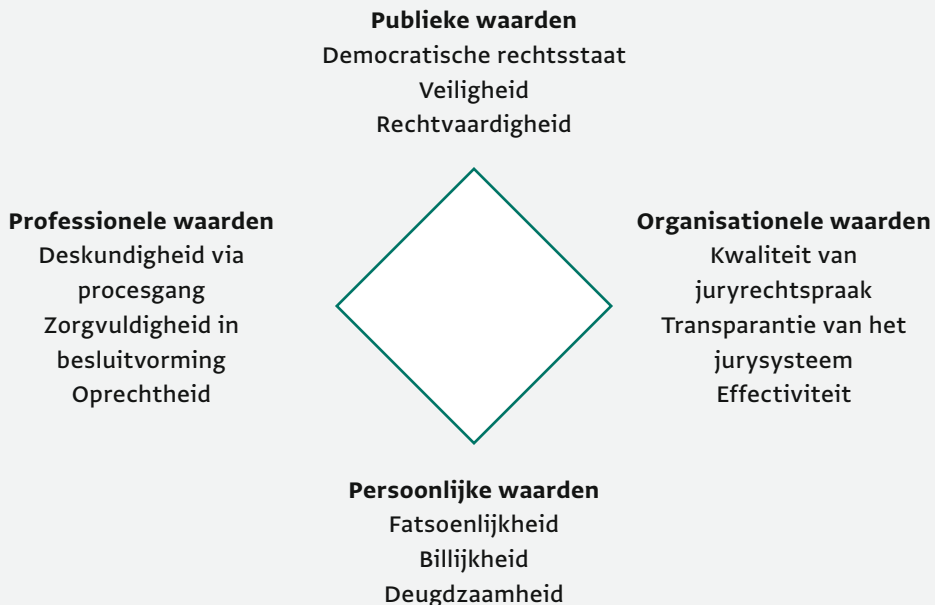 Publieke waarden
Democratische rechtsstaat
Veiligheid
Rechtvaardigheid
Professionele waarden
Deskundigheid via
procesgang
Zorgvuldigheid in
besluitvorming
Oprechtheid
Organisationele waarden
Kwaliteit van
juryrechtspraak
Transparantie van het
jurysysteem
Effectiviteit
Persoonlijke waarden
Fatsoenlijkheid
Billijkheid
Deugdzaamheid